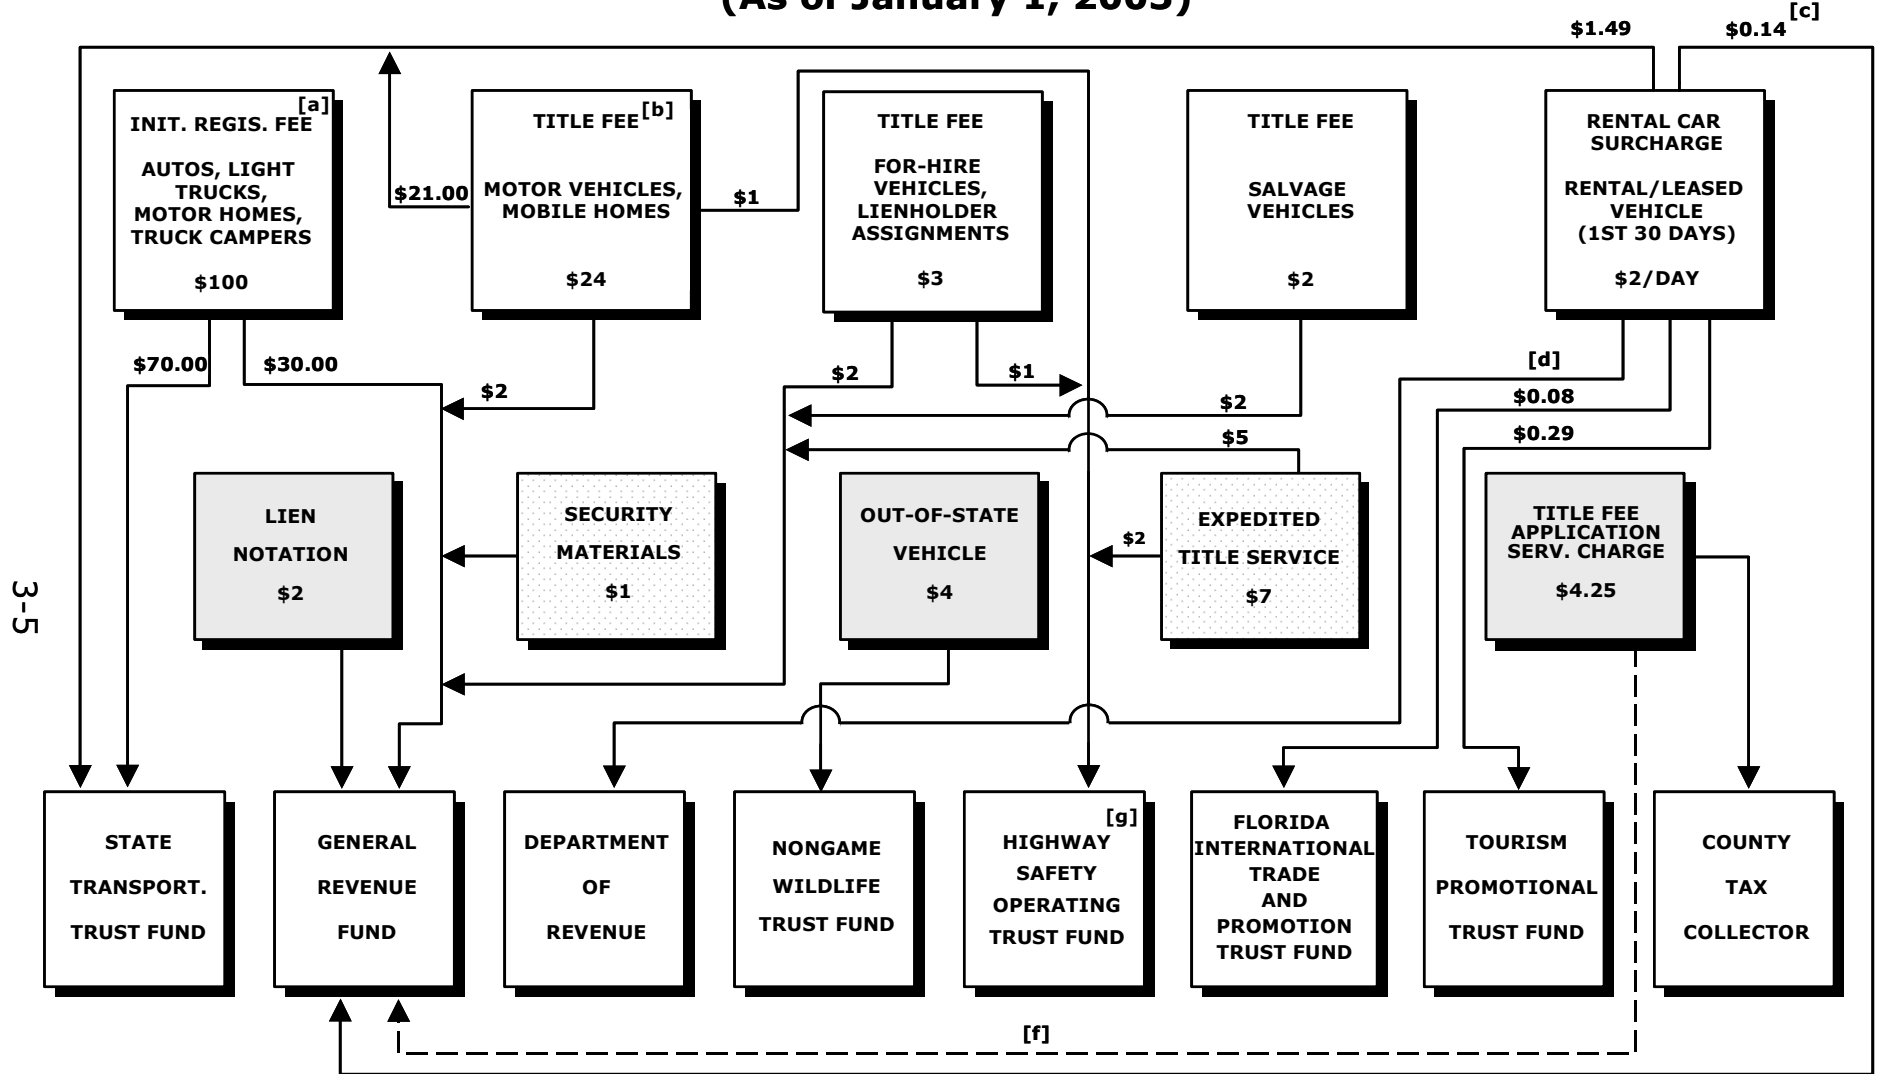 (As of January 1, 2003)
[c]
$1.49
$0.14
[a]
INIT. REGIS. FEE
AUTOS, LIGHT
TRUCKS,
MOTOR HOMES,
TRUCK CAMPERS
$100
$21.00
TITLE FEE [b]
MOTOR VEHICLES,
MOBILE HOMES
$24
$1
TITLE FEE
FOR-HIRE
VEHICLES,
LIENHOLDER
ASSIGNMENTS
$3
TITLE FEE
SALVAGE
VEHICLES
$2
RENTAL CAR
SURCHARGE
RENTAL/LEASED
VEHICLE
(1ST 30 DAYS)
$2/DAY
$70.00
$30.00
$2
$2
$1
$2
$5
[d]
$0.08
$0.29
LIEN
NOTATION
$2
SECURITY
MATERIALS
$1
OUT-OF-STATE
VEHICLE
$4
$2
EXPEDITED
TITLE SERVICE
$7
TITLE FEE
APPLICATION
SERV. CHARGE
$4.25
3-5
STATE
TRANSPORT.
TRUST FUND
GENERAL
REVENUE
FUND
DEPARTMENT
OF
REVENUE
NONGAME
WILDLIFE
TRUST FUND
[g]
HIGHWAY
SAFETY
OPERATING
TRUST FUND
FLORIDA
INTERNATIONAL
TRADE
AND
PROMOTION
TRUST FUND
TOURISM
PROMOTIONAL
TRUST FUND
COUNTY
TAX
COLLECTOR
[f]